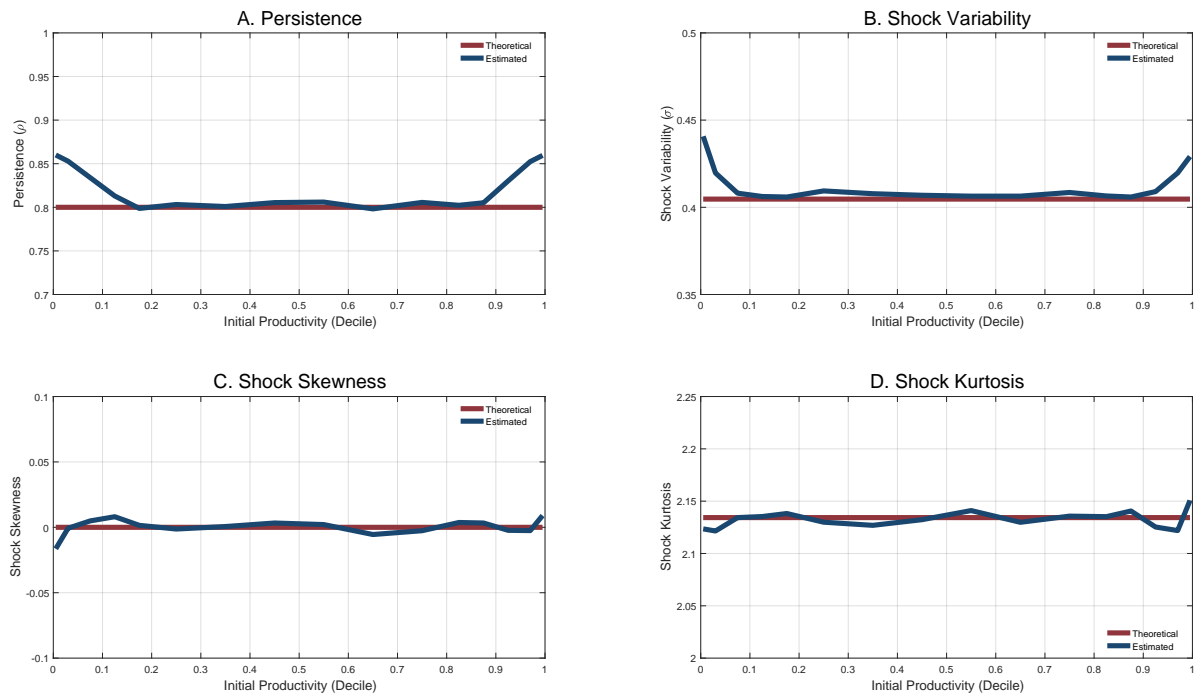 A. Persistence
1
0.95
0.9
0.85
0.8
0.75
0.7
Persistence (ρ)
Theoretical
Estimated
0 0.1 0.2 0.3 0.4 0.5 0.6 0.7 0.8 0.9 1
Initial Productivity (Decile)
B. Shock Variability
0.5
0.45
0.4
0.35
Shock Variability (σ)
Theoretical
Estimated
0 0.1 0.2 0.3 0.4 0.5 0.6 0.7 0.8 0.9 1
Initial Productivity (Decile)
C. Shock Skewness
0.1
0.05
0
-0.05
-0.1
Shock Skewness
Theoretical
Estimated
0 0.1 0.2 0.3 0.4 0.5 0.6 0.7 0.8 0.9 1
Initial Productivity (Decile)
D. Shock Kurtosis
2.25
2.2
2.15
2.1
2.05
2
Shock Kurtosis
Theoretical
Estimated
0 0.1 0.2 0.3 0.4 0.5 0.6 0.7 0.8 0.9 1
Initial Productivity (Decile)